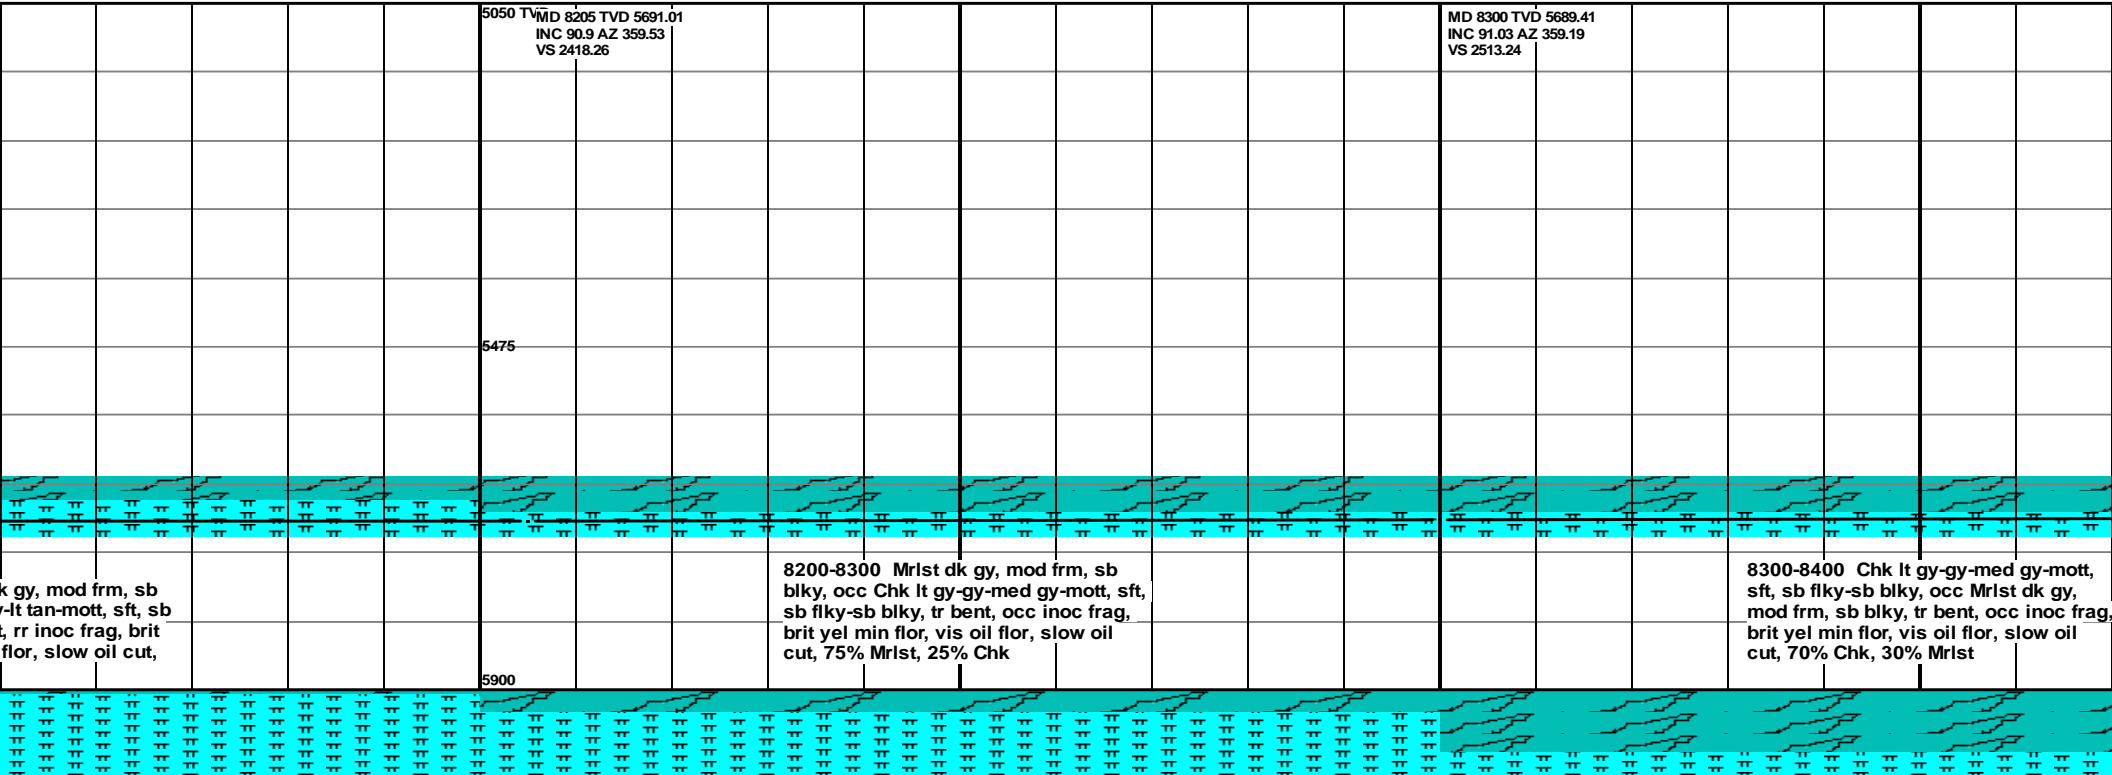 5050 TVD
MD 8205 TVD 5691.01
INC 90.9 AZ 359.53
VS 2418.26
MD 8300 TVD 5689.41
INC 91.03 AZ 359.19
VS 2513.24
5475
gy, mod frm, sb
-lt tan-mott, sft, sb
, rr inoc frag, brit
flor, slow oil cut,
8200-8300 Mrlst dk gy, mod frm, sb
blky, occ Chk lt gy-gy-med gy-mott, sft,
sb flky-sb blky, tr bent, occ inoc frag,
brit yel min flor, vis oil flor, slow oil
cut, 75% Mrlst, 25% Chk
8300-8400 Chk lt gy-gy-med gy-mott,
sft, sb flky-sb blky, occ Mrlst dk gy,
mod frm, sb blky, tr bent, occ inoc frag,
brit yel min flor, vis oil flor, slow oil
cut, 70% Chk, 30% Mrlst
5900